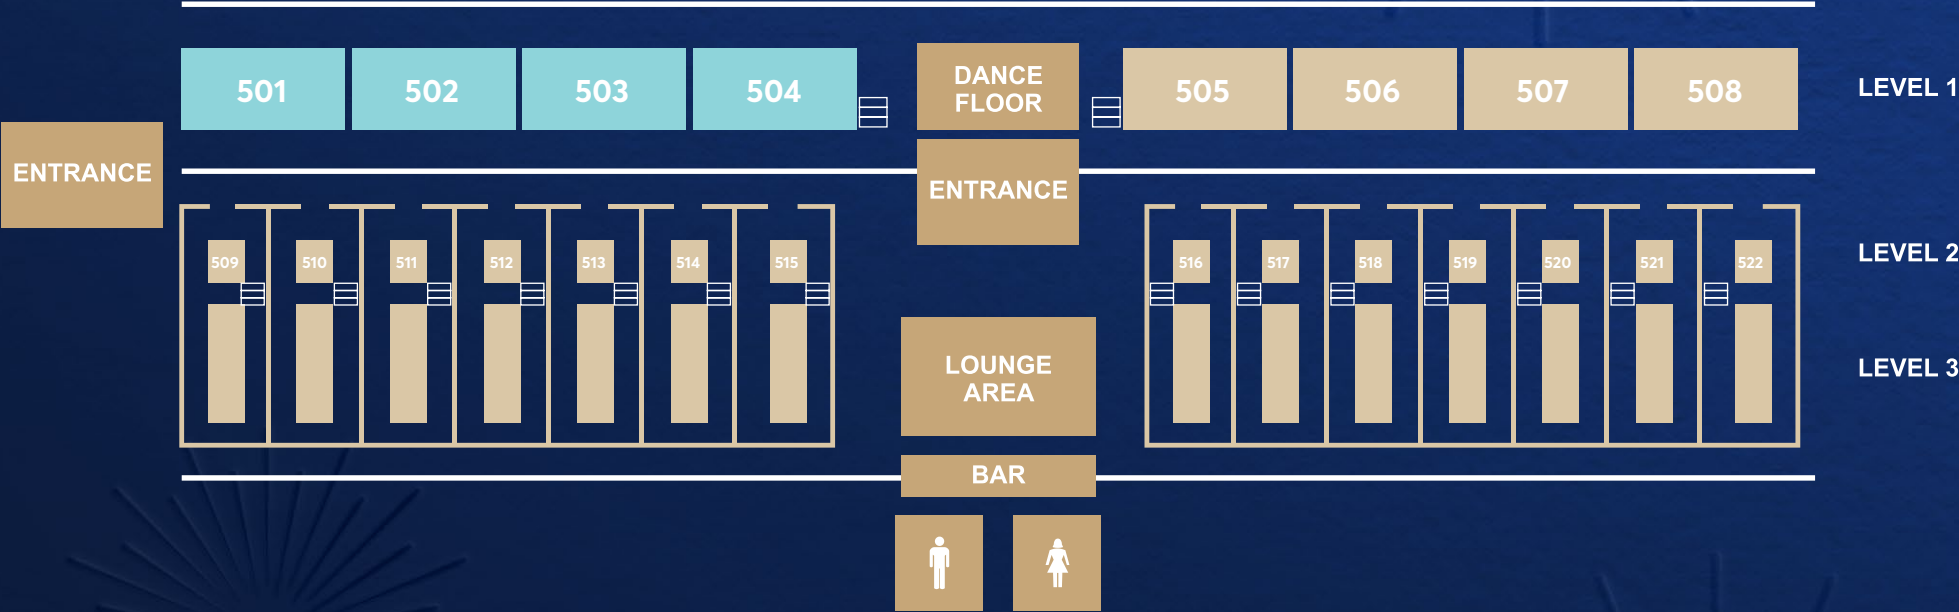 501 502 503 504
DANCE
FLOOR
505 506 507 508
LEVEL 1
ENTRANCE
ENTRANCE
509 510 511 512 513 514 515
516 517 518 519 520 521 522
LEVEL 2
LOUNGE
AREA
LEVEL 3
BAR